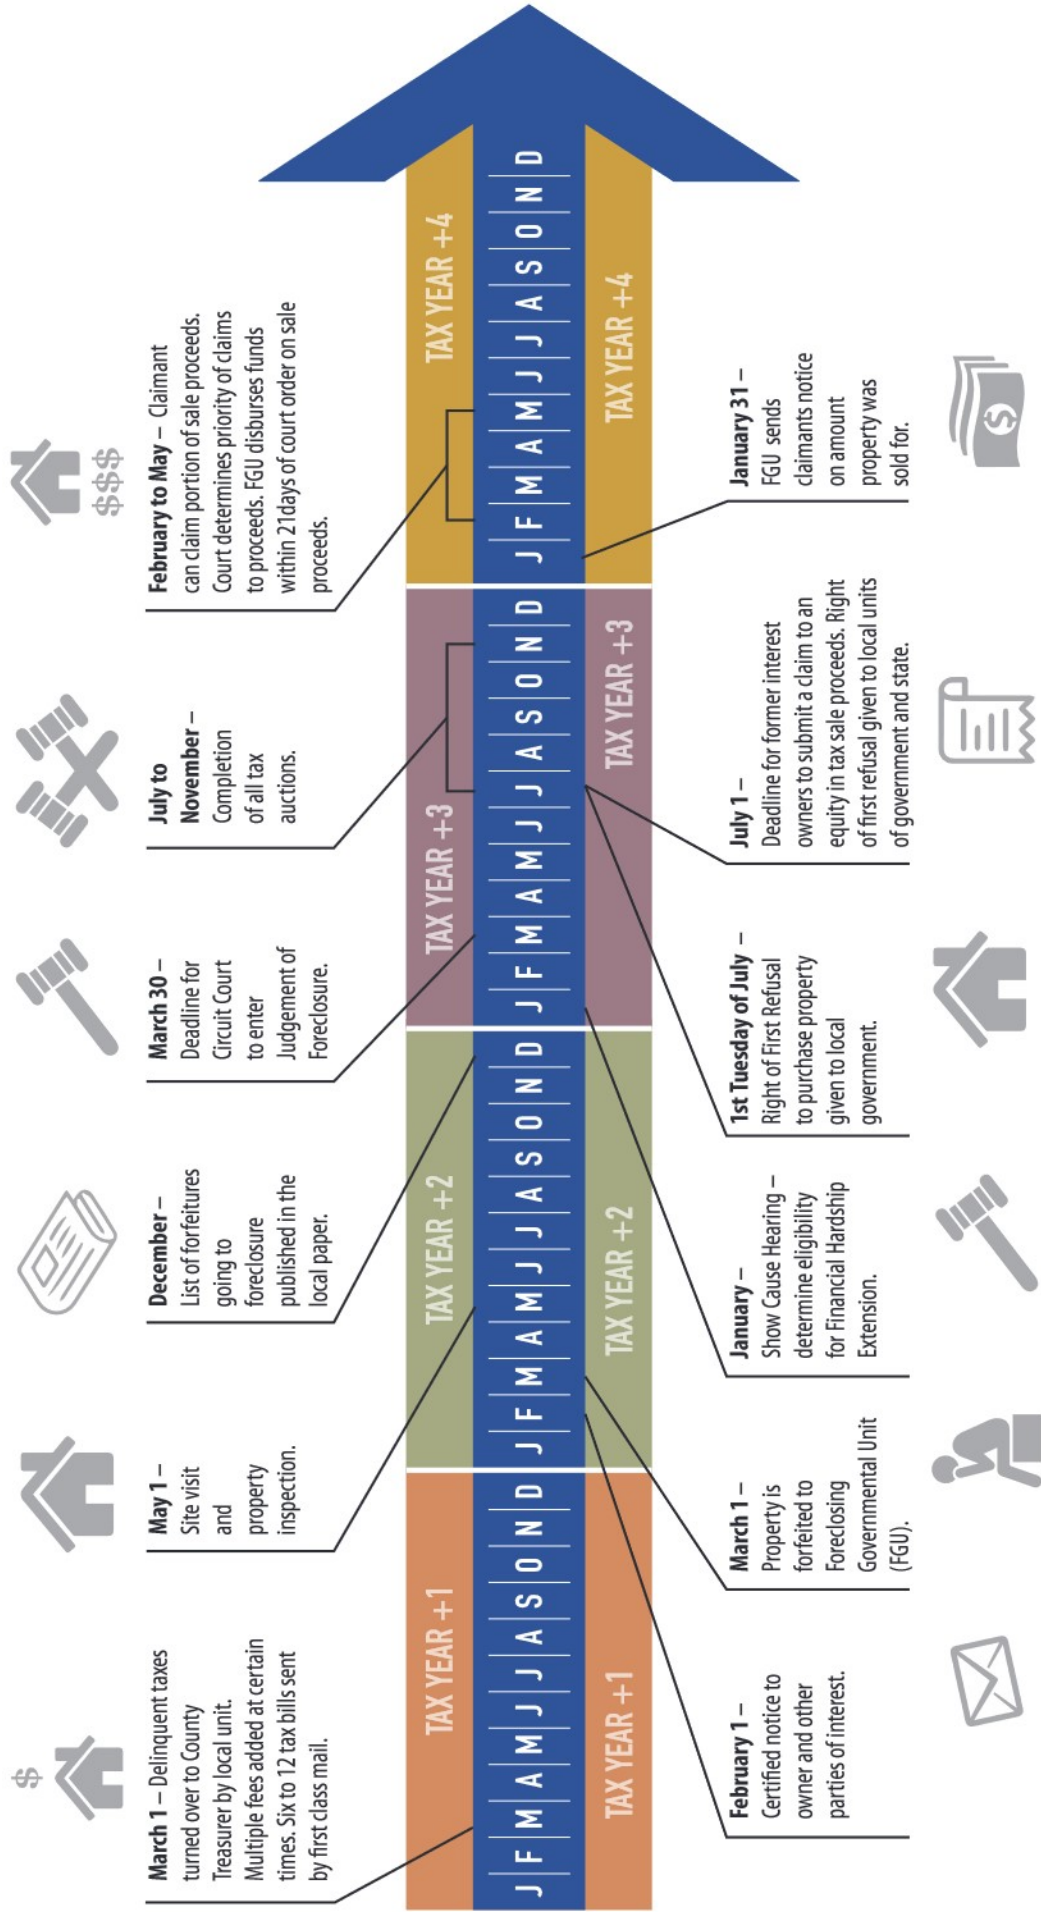 $
$$$
March 1 – Delinquent taxes
turned over to County
Treasurer by local unit.
Multiple fees added at certain
times. Six to 12 tax bills sent
by first class mail.
May 1 –
Site visit
and
property
inspection.
December –
List of forfeitures
going to
foreclosure
published in the
local paper.
March 30 –
Deadline for
Circuit Court
to enter
Judgement of
Foreclosure.
July to
November –
Completion
of all tax
auctions.
February to May – Claimant
can claim portion of sale proceeds.
Court determines priority of claims
to proceeds. FGU disburses funds
within 21days of court order on sale
proceeds.
TAX YEAR +1
TAX YEAR +2
TAX YEAR +3
TAX YEAR +4
J F M A M J J A S O N D J F M A M J J A S O N D J F M A M J J A S O N D J F M A M J J A S O N D
TAX YEAR +1
TAX YEAR +2
TAX YEAR +3
TAX YEAR +4
February 1 –
Certified notice to
owner and other
parties of interest.
March 1 –
Property is
forfeited to
Foreclosing
Governmental Unit
(FGU).
January –
Show Cause Hearing –
determine eligibility
for Financial Hardship
Extension.
1st Tuesday of July –
Right of First Refusal
to purchase property
given to local
government.
July 1 –
Deadline for former interest
owners to submit a claim to an
equity in tax sale proceeds. Right
of first refusal given to local units
of government and state.
January 31 –
FGU sends
claimants notice
on amount
property was
sold for.
$